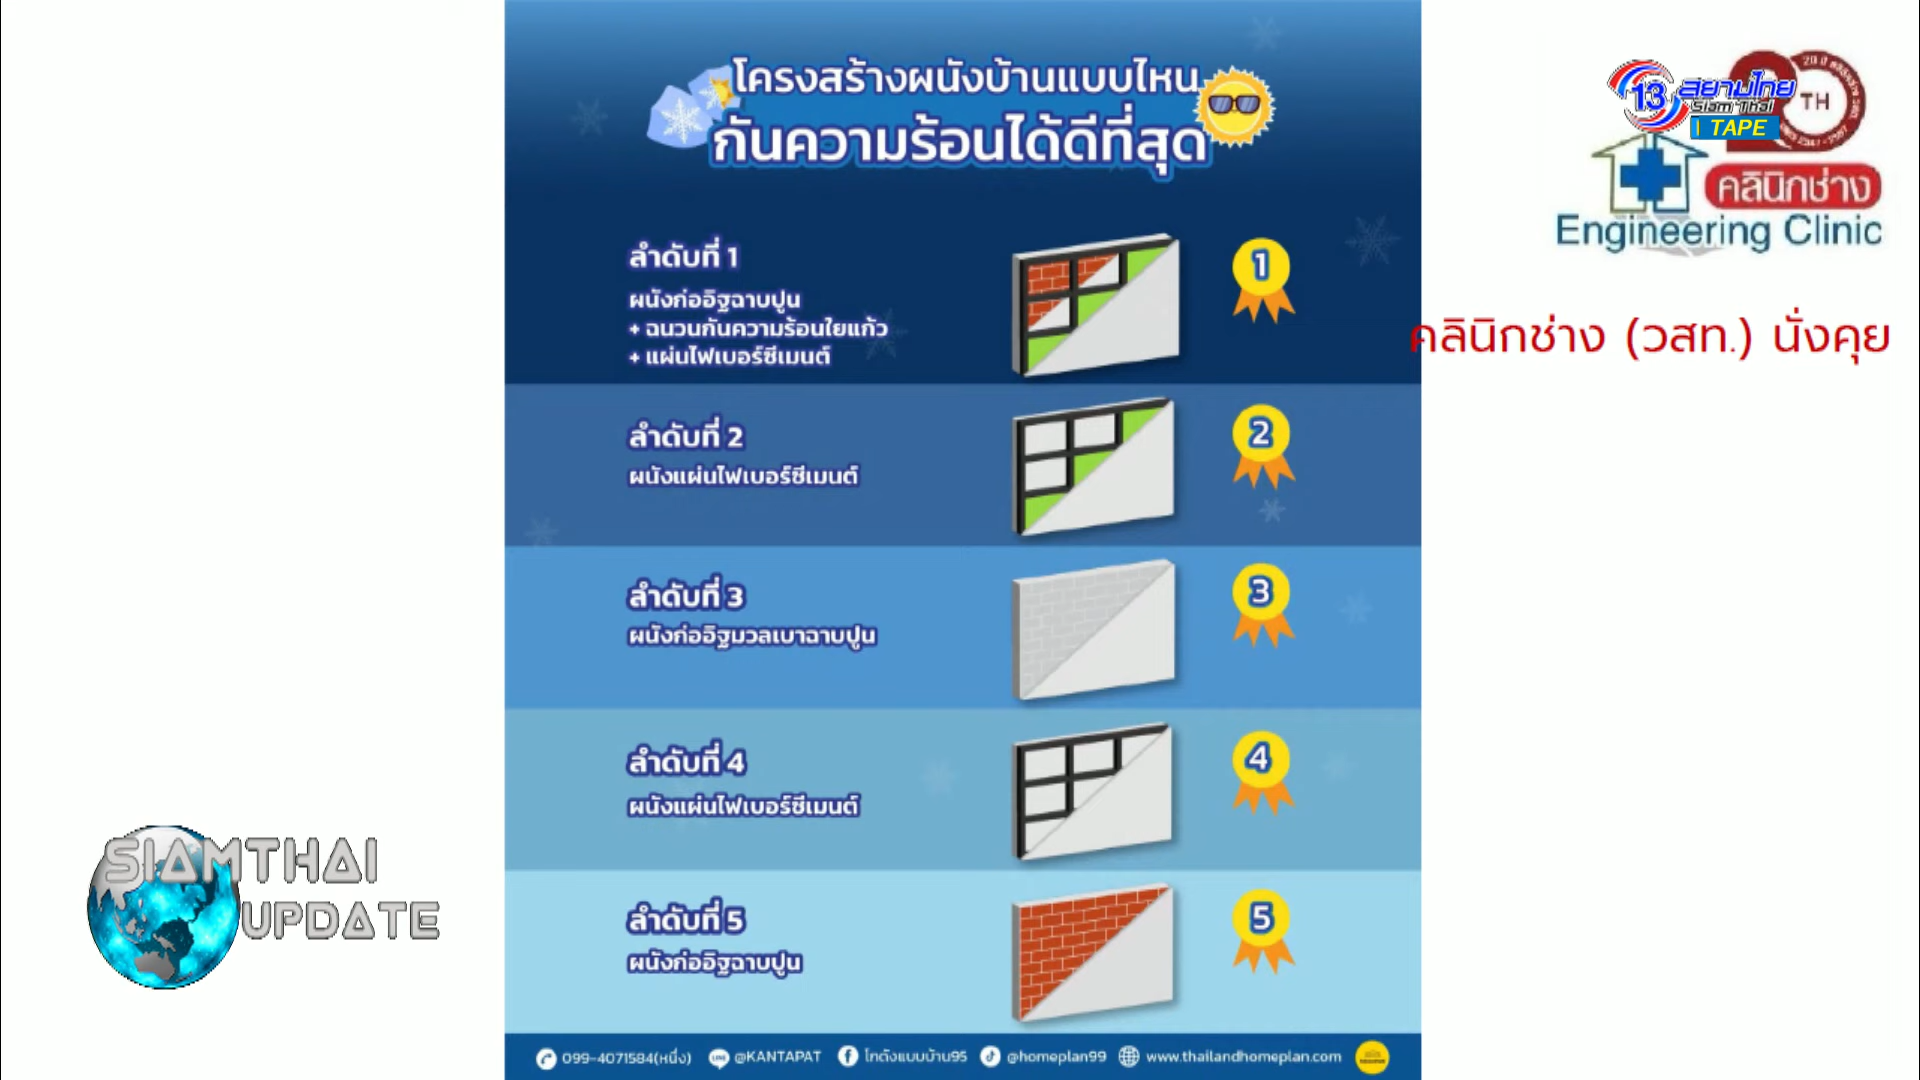 โครงสร้างผนังบ้านแบบไหน
กันความร้อนได้ดีที่สุด
ลำดับที่ 1
ผนังก่ออิฐฉาบปูน
+ ฉนวนกันความร้อนใยแก้ว
+ แผ่นไฟเบอร์ซีเมนต์
1
ลำดับที่ 2
ผนังแผ่นไฟเบอร์ซีเมนต์
2
ลำดับที่ 3
ผนังก่ออิฐมวลเบาฉาบปูน
3
ลำดับที่ 4
ผนังแผ่นไฟเบอร์ซีเมนต์
4
ลำดับที่ 5
ผนังก่ออิฐฉาบปูน
5
099-4071584(หนึ่ง) @KANTAPAT โกดังแบบบ้าน95 @homeplan99 www.thailandhomeplan.com
13 สยามไทย
Siam Thai
TAPE
TH
คลินิกช่าง
Engineering Clinic
คลินิกช่าง (วสท.) นั่งคุย
SIAMTHAI
UPDATE